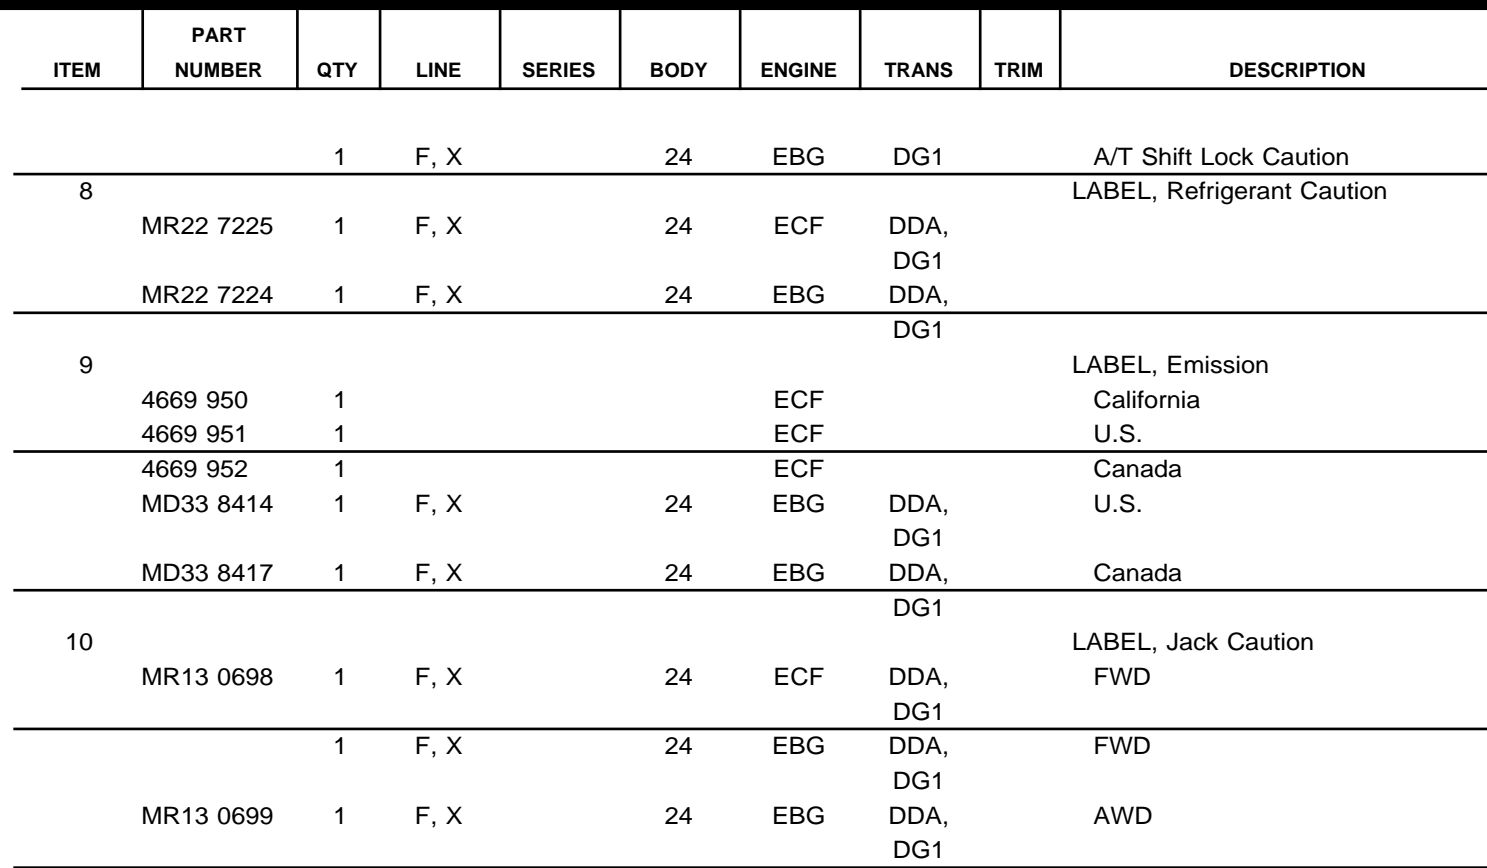 PART
ITEM NUMBER QTY LINE SERIES BODY ENGINE TRANS TRIM DESCRIPTION
1 F, X 24 EBG DG1 A/T Shift Lock Caution
8 LABEL, Refrigerant Caution
MR22 7225 1 F, X 24 ECF DDA,
DG1
MR22 7224 1 F, X 24 EBG DDA,
DG1
9 LABEL, Emission
4669 950 1 ECF California
4669 951 1 ECF U.S.
4669 952 1 ECF Canada
MD33 8414 1 F, X 24 EBG DDA, U.S.
DG1
MD33 8417 1 F, X 24 EBG DDA, Canada
DG1
10 LABEL, Jack Caution
MR13 0698 1 F, X 24 ECF DDA, FWD
DG1
1 F, X 24 EBG DDA, FWD
DG1
MR13 0699 1 F, X 24 EBG DDA, AWD
DG1